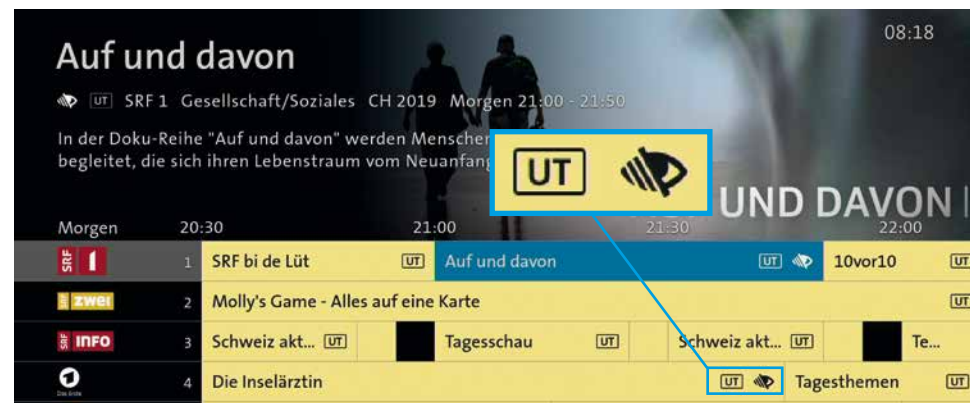 08:18
Auf und davon
UT SRF 1 Gesellschaft/Soziales CH 2019 Morgen 21:00 - 21:50
In der Doku-Reihe "Auf und davon" werden Menschen
begleitet, die sich ihren Lebenstraum vom Neuanfang
UT
UND DAVON
Morgen 20:30 21:00 21:30 22:00
SRF 1 1 SRF bi de Lüt UT Auf und davon UT 10vor10 UT
SRF zwei 2 Molly's Game - Alles auf eine Karte UT
SRF INFO 3 Schweiz akt... UT Tagesschau UT Schweiz akt... UT Te...
1 Das Erste 4 Die Inselärztin UT Tagesthemen UT